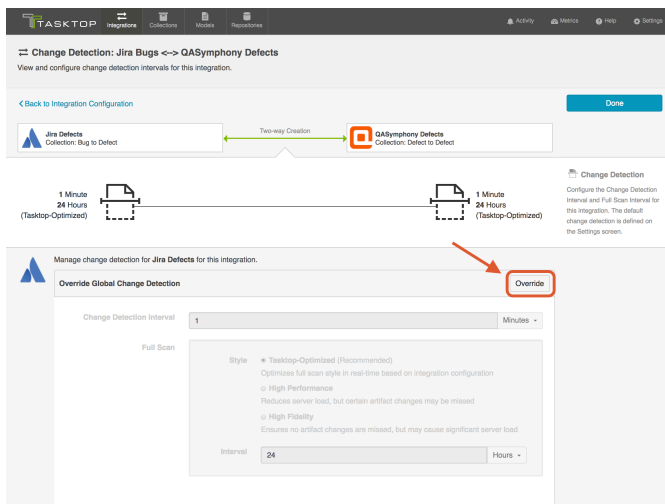 TASKTOP
Integrations
Collections
Models
Repositories
Activity
Metrics
Help
Settings
Change Detection: Jira Bugs <--> QASymphony Defects
View and configure change detection intervals for this integration.
Back to Integration Configuration
Done
Jira Defects
Collection: Bug to Defect
Two-way Creation
QASymphony Defects
Collection: Defect to Defect
1 Minute
24 Hours
(Tasktop-Optimized)
1 Minute
24 Hours
(Tasktop-Optimized)
Change Detection
Configure the Change Detection
Interval and Full Scan Interval for
this integration. The default
change detection is defined on
the Settings screen.
Manage change detection for Jira Defects for this integration.
Override Global Change Detection
Override
Change Detection Interval
1
Minutes
Full Scan
Style
Tasktop-Optimized (Recommended)
Optimizes full scan style in real-time based on integration configuration
High Performance
Reduces server load, but certain artifact changes may be missed
High Fidelity
Ensures no artifact changes are missed, but may cause significant server load
Interval
24
Hours